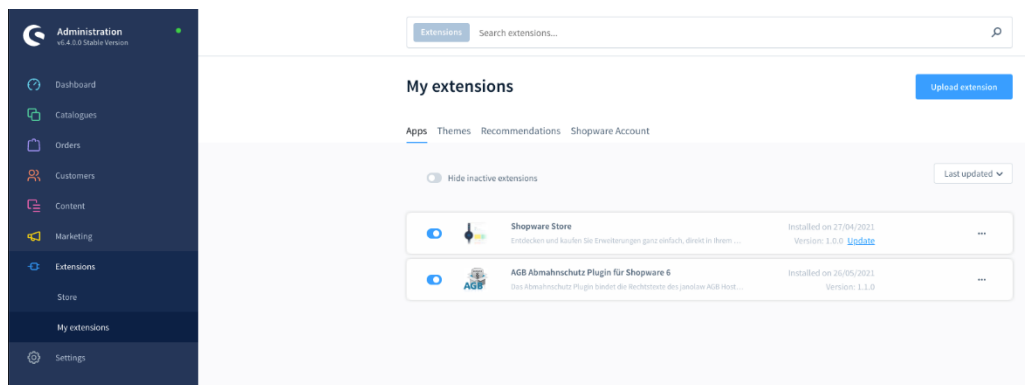 Administration
v6.4.0.0 Stable Version
Dashboard
Catalogues
Orders
Customers
Content
Marketing
Extensions
Store
My extensions
Settings
Extensions Search extensions...
My extensions
Upload extension
Apps Themes Recommendations Shopware Account
Hide inactive extensions
Last updated
Shopware Store
Entdecken und kaufen Sie Erweiterungen ganz einfach, direkt in Ihrem ...
Installed on 27/04/2021
Version: 1.0.0 Update
AGB
AGB Abmahnschutz Plugin für Shopware 6
Das Abmahnschutz Plugin bindet die Rechtstexte des janolaw AGB Host...
Installed on 26/05/2021
Version: 1.1.0